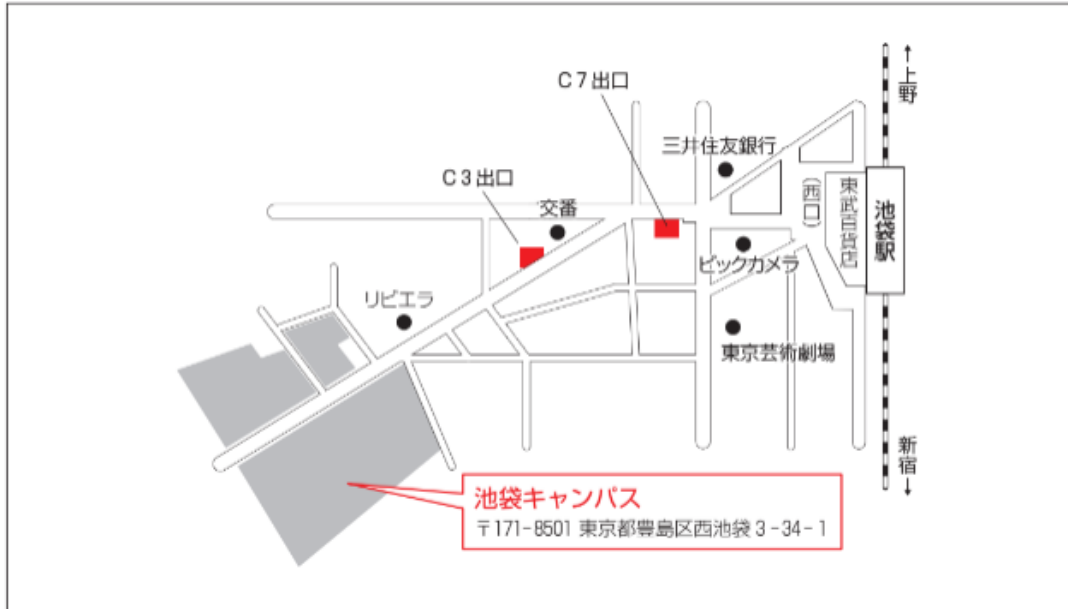 ↑上野
C7出口
三井住友銀行
C3出口
交番
(西口)
東武百貨店
池袋駅
ビックカメラ
リビエラ
東京芸術劇場
新宿↓
池袋キャンパス
〒171-8501 東京都豊島区西池袋3-34-1